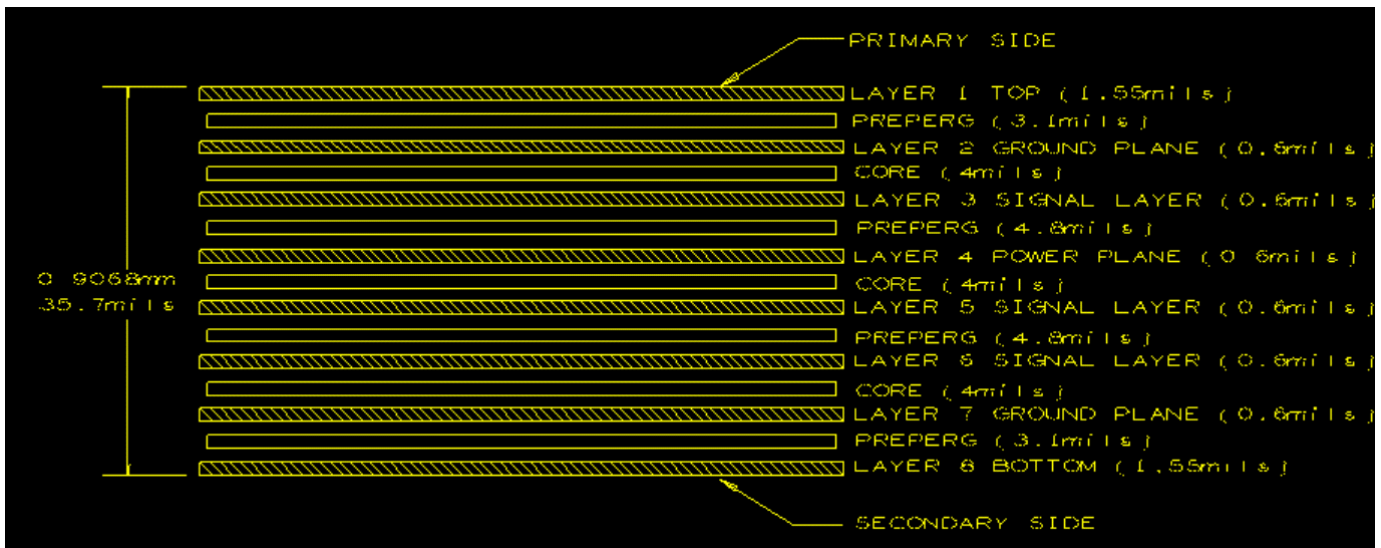 PRIMARY SIDE
LAYER 1 TOP (1.55mils)
PREPERG (3.1mils)
LAYER 2 GROUND PLANE (0.6mils)
CORE (4mils)
LAYER 3 SIGNAL LAYER (0.6mils)
PREPERG (4.8mils)
LAYER 4 POWER PLANE (0.6mils)
0.9068mm
35.7mils
CORE (4mils)
LAYER 5 SIGNAL LAYER (0.6mils)
PREPERG (4.8mils)
LAYER 6 SIGNAL LAYER (0.6mils)
CORE (4mils)
LAYER 7 GROUND PLANE (0.6mils)
PREPERG (3.1mils)
LAYER 8 BOTTOM (1.55mils)
SECONDARY SIDE